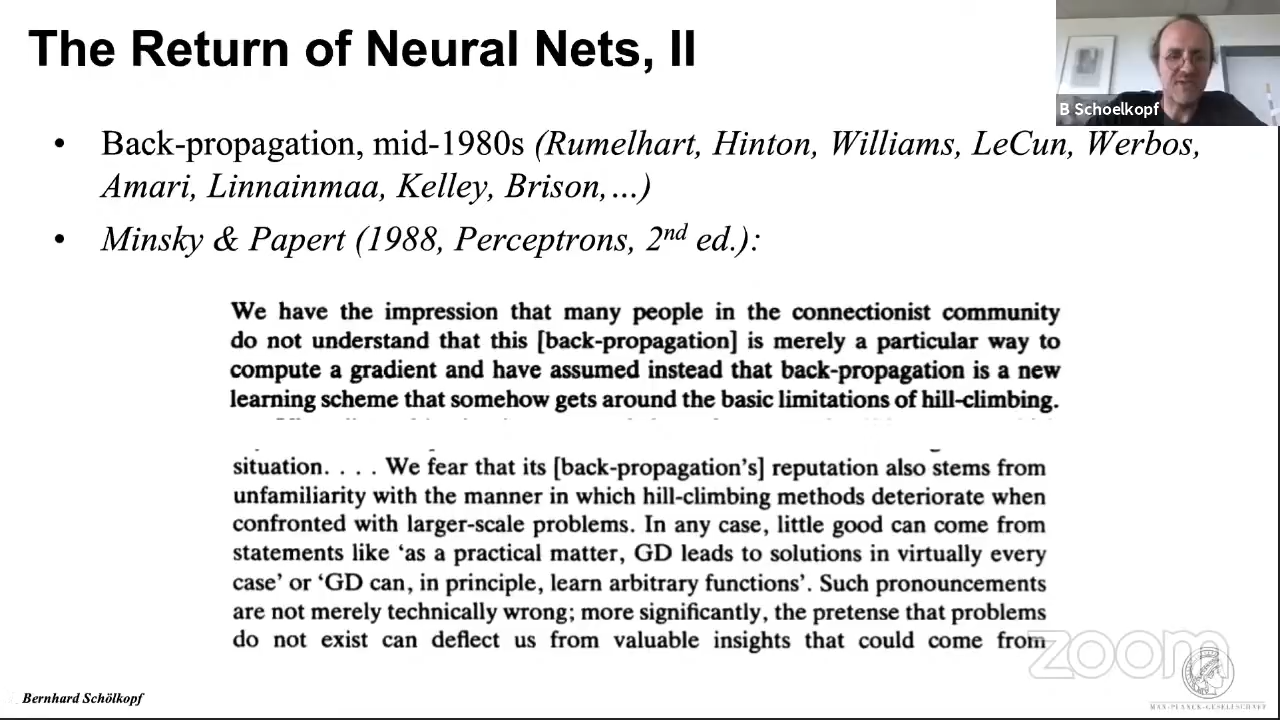 The Return of Neural Nets, II
B Schoelkopf
• Back-propagation, mid-1980s (Rumelhart, Hinton, Williams, LeCun, Werbos,
Amari, Linnainmaa, Kelley, Brison,…)
• Minsky & Papert (1988, Perceptrons, 2nd ed.):
We have the impression that many people in the connectionist community
do not understand that this [back-propagation] is merely a particular way to
compute a gradient and have assumed instead that back-propagation is a new
learning scheme that somehow gets around the basic limitations of hill-climbing.
situation. . . . We fear that its [back-propagation's] reputation also stems from
unfamiliarity with the manner in which hill-climbing methods deteriorate when
confronted with larger-scale problems. In any case, little good can come from
statements like 'as a practical matter, GD leads to solutions in virtually every
case' or 'GD can, in principle, learn arbitrary functions'. Such pronouncements
are not merely technically wrong; more significantly, the pretense that problems
do not exist can deflect us from valuable insights that could come from
zoom
Bernhard Schölkopf
MAX-PLANCK-GESELLSCHAFT